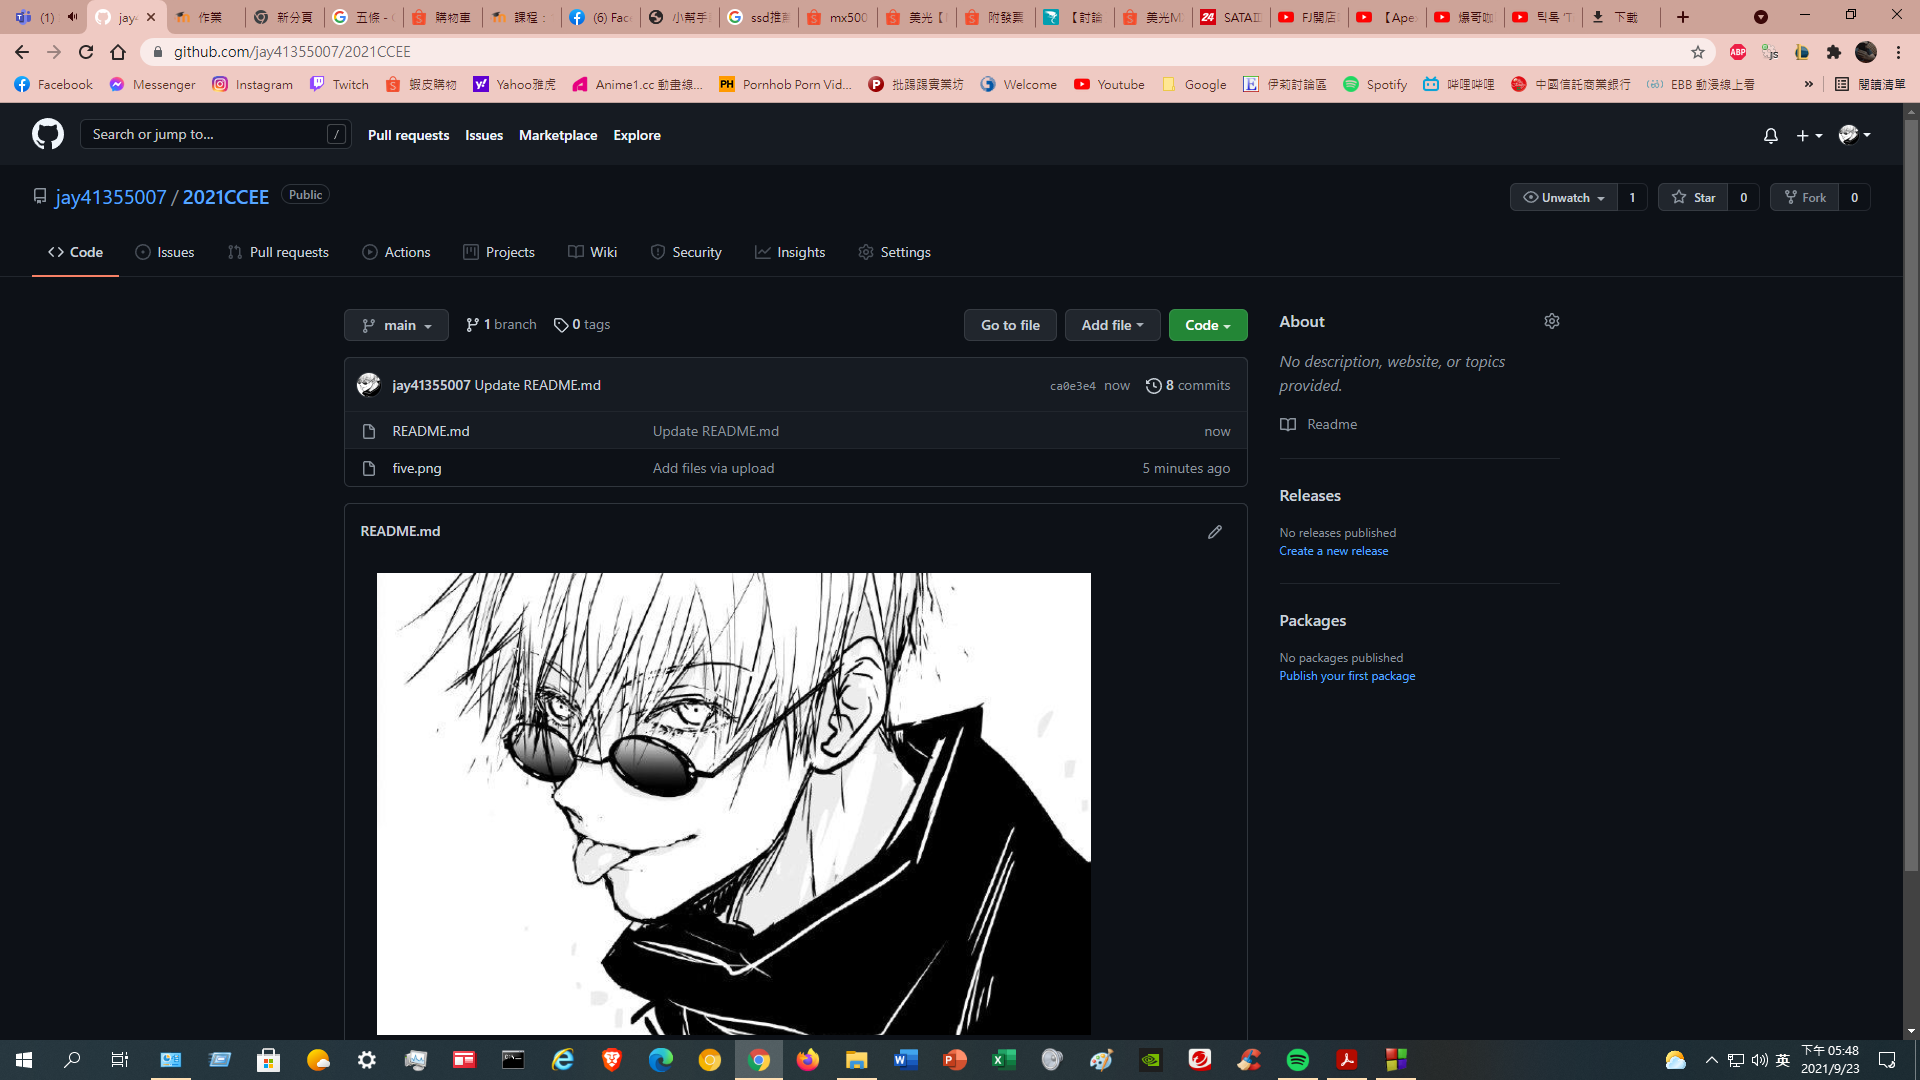 (1) jay 作業 新分頁 五條 - 購物車 課程： (6) Fac 小幫手 ssd推 mx500 美光【 附發票 【討論 美光M SATAⅢ FJ開店 【Ape 爆哥咖 틱톡 下載
github.com/jay41355007/2021CCEE
Facebook Messenger Instagram Twitch 蝦皮購物 Yahoo雅虎 Anime1.cc 動畫線... Pornhob Porn Vid... 批踢踢實業坊 Welcome Youtube Google 伊莉討論區 Spotify 哔哩哔哩 中國信託商業銀行 EBB 動漫線上看 » 閱讀清單
Search or jump to... / Pull requests Issues Marketplace Explore
jay41355007 / 2021CCEE Public Unwatch 1 Star 0 Fork 0
Code Issues Pull requests Actions Projects Wiki Security Insights Settings
main 1 branch 0 tags Go to file Add file Code
About
No description, website, or topics
provided.
Readme
jay41355007 Update README.md ca0e3e4 now 8 commits
README.md Update README.md now
five.png Add files via upload 5 minutes ago
Releases
No releases published
Create a new release
Packages
No packages published
Publish your first package
README.md
英 下午 05:48
2021/9/23